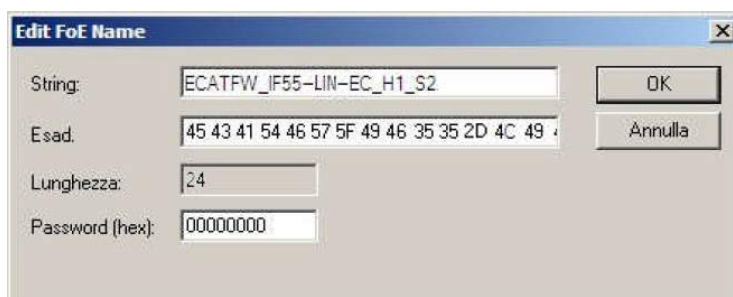 Edit FoE Name
String: ECATFW_IF55-LIN-EC_H1_S2 OK
Esad. 45 43 41 54 46 57 5F 49 46 35 35 2D 4C 49 Annulla
Lunghezza: 24
Password (hex): 00000000